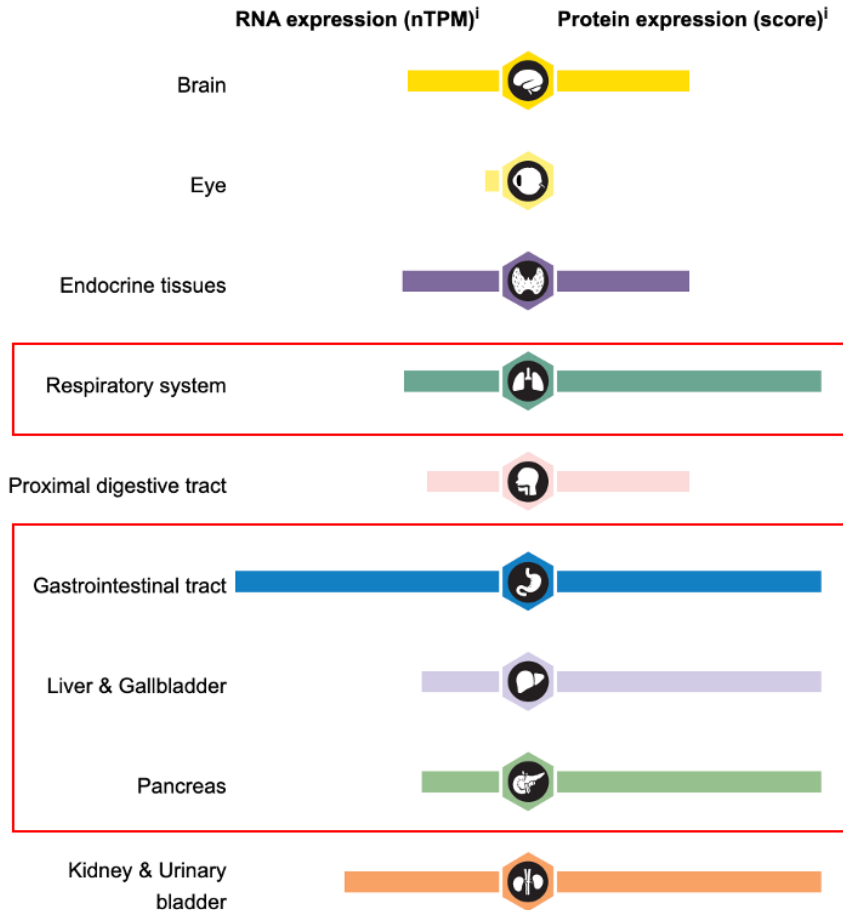 RNA expression (nTPM)i Protein expression (score)i
Brain
Eye
Endocrine tissues
Respiratory system
Proximal digestive tract
Gastrointestinal tract
Liver & Gallbladder
Pancreas
Kidney & Urinary
bladder